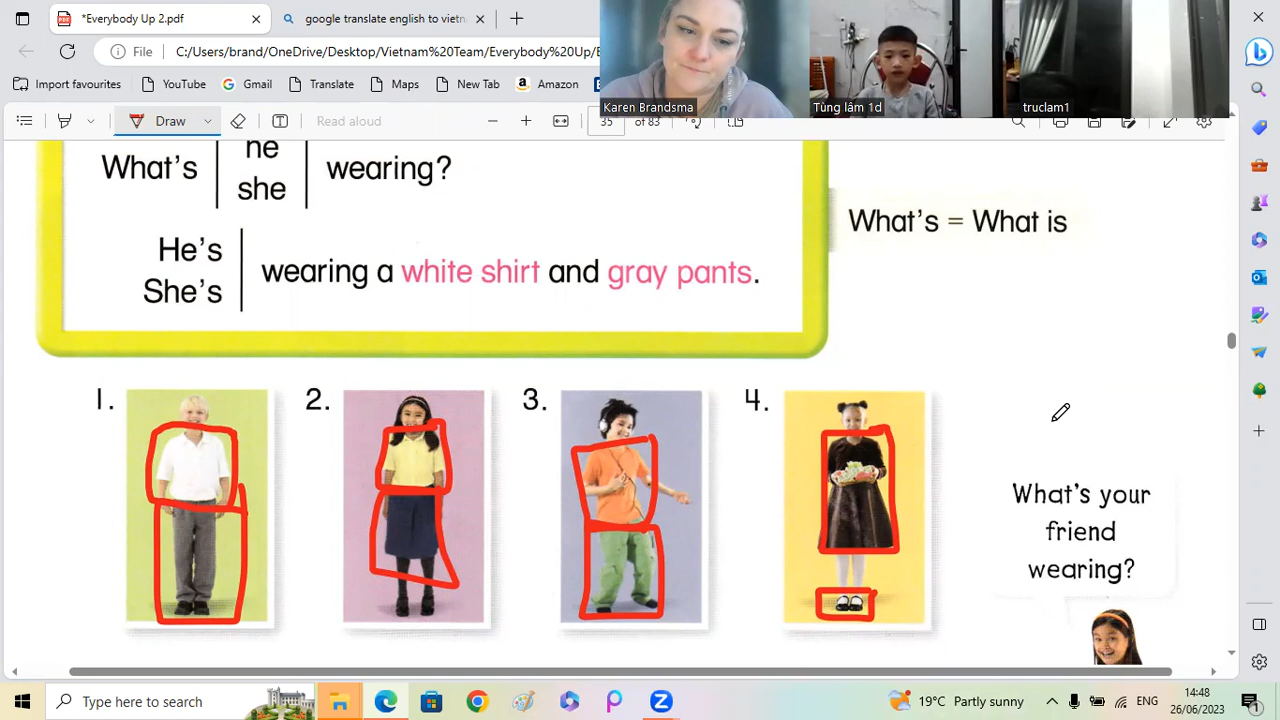 *Everybody Up 2.pdf
google translate english to vietn
File
C:/Users/brand/OneDrive/Desktop/Vietnam%20Team/Everybody%20Up/E
Import favourites
YouTube
Gmail
Maps
New Tab
Amazon
Karen Brandsma
Tùng lâm 1d
truclam1
Draw
Read aloud
35
of 83
What's
he
she
wearing?
What's = What is
He's
She's
wearing a white shirt and gray pants.
1.
2.
3.
4.
What's your
friend
wearing?
Type here to search
19°C Partly sunny
ENG
14:48
26/06/2023